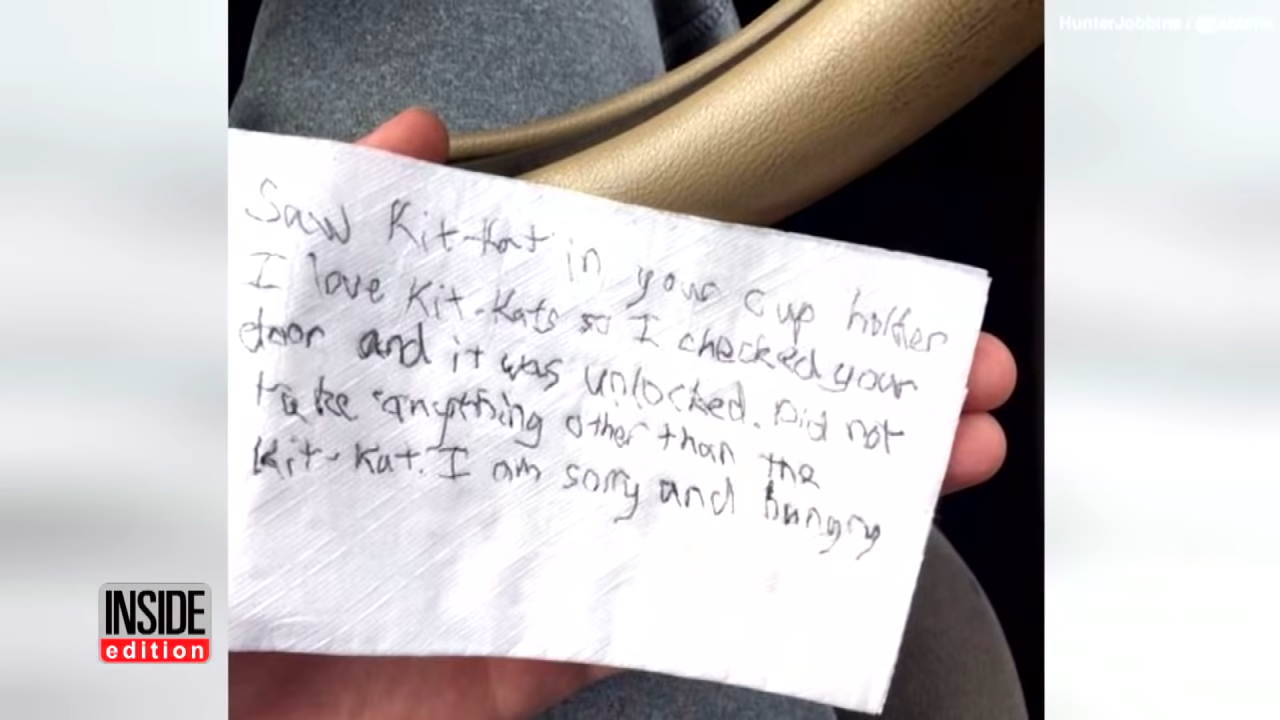 HunterJobbins /
Saw Kit-Kat in your cup holder
I love Kit-Kats so I checked your
door and it was unlocked. Did not
take anything other than the
Kit-Kat. I am sorry and hungry
INSIDE
edition